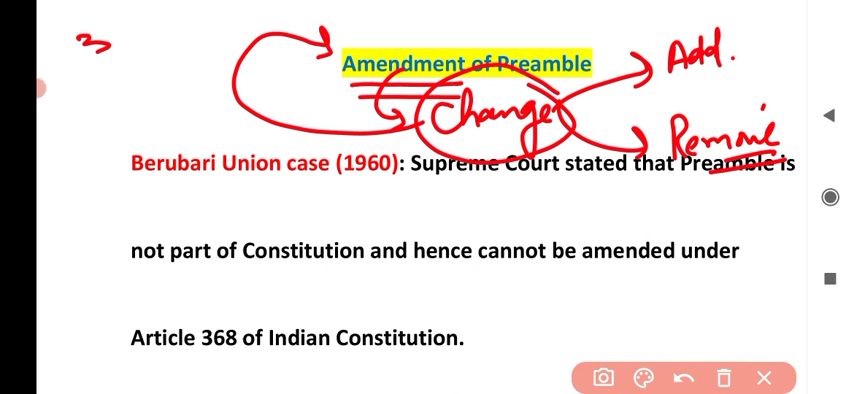 3
Amendment of Preamble
Add.
Change
Remove
Berubari Union case (1960): Supreme Court stated that Preamble is
not part of Constitution and hence cannot be amended under
Article 368 of Indian Constitution.